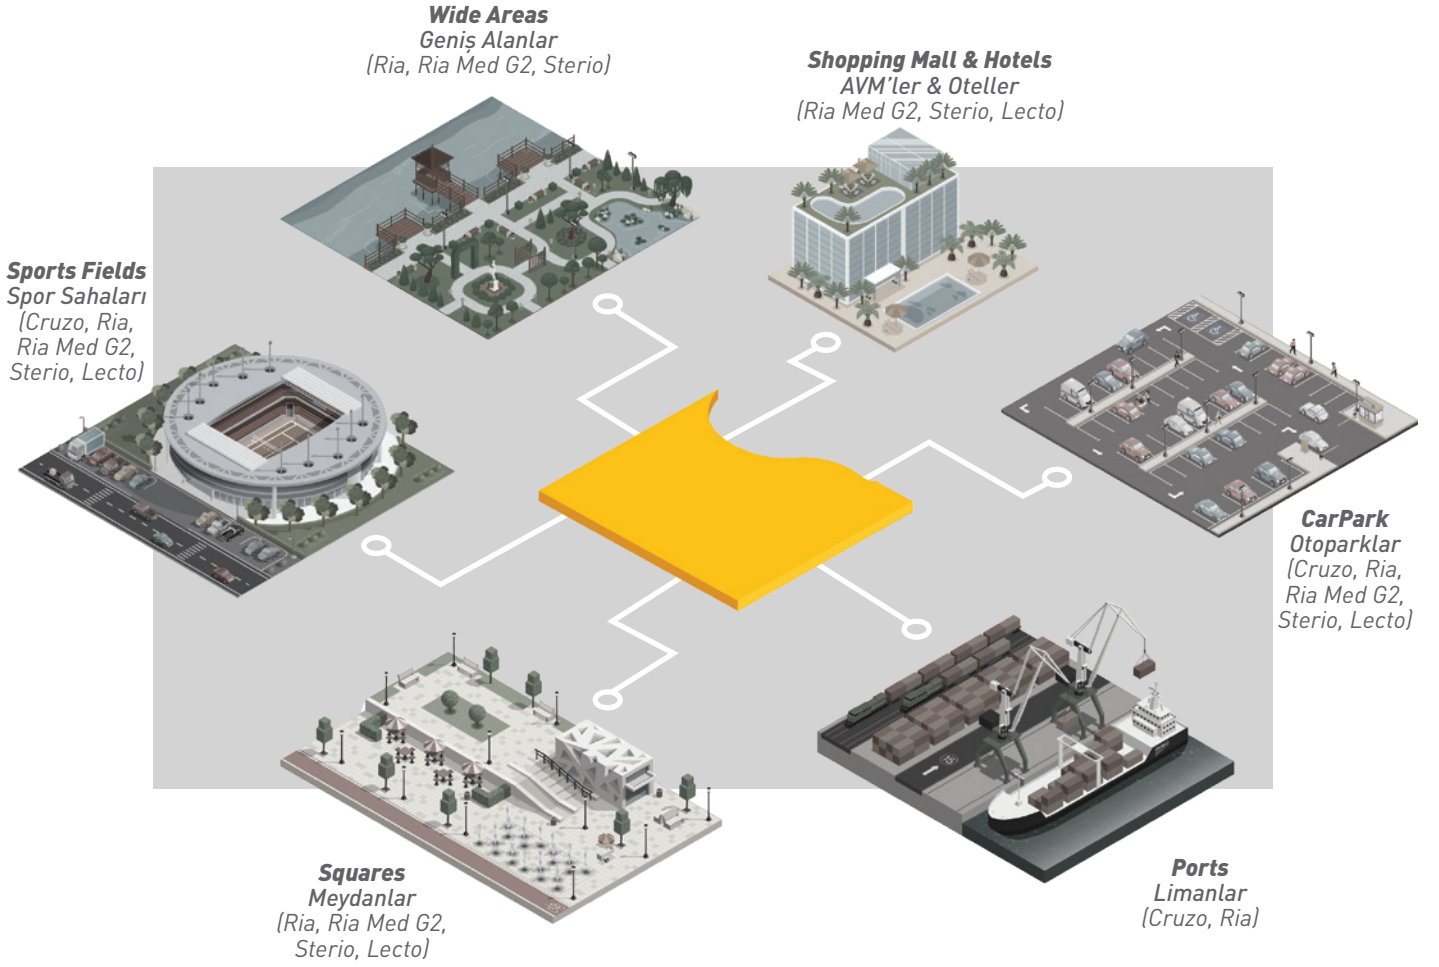 Wide Areas
Geniş Alanlar
(Ria, Ria Med G2, Sterio)
Shopping Mall & Hotels
AVM'ler & Oteller
(Ria Med G2, Sterio, Lecto)
Sports Fields
Spor Sahaları
(Cruzo, Ria,
Ria Med G2,
Sterio, Lecto)
CarPark
Otoparklar
(Cruzo, Ria,
Ria Med G2,
Sterio, Lecto)
Squares
Meydanlar
(Ria, Ria Med G2,
Sterio, Lecto)
Ports
Limanlar
(Cruzo, Ria)